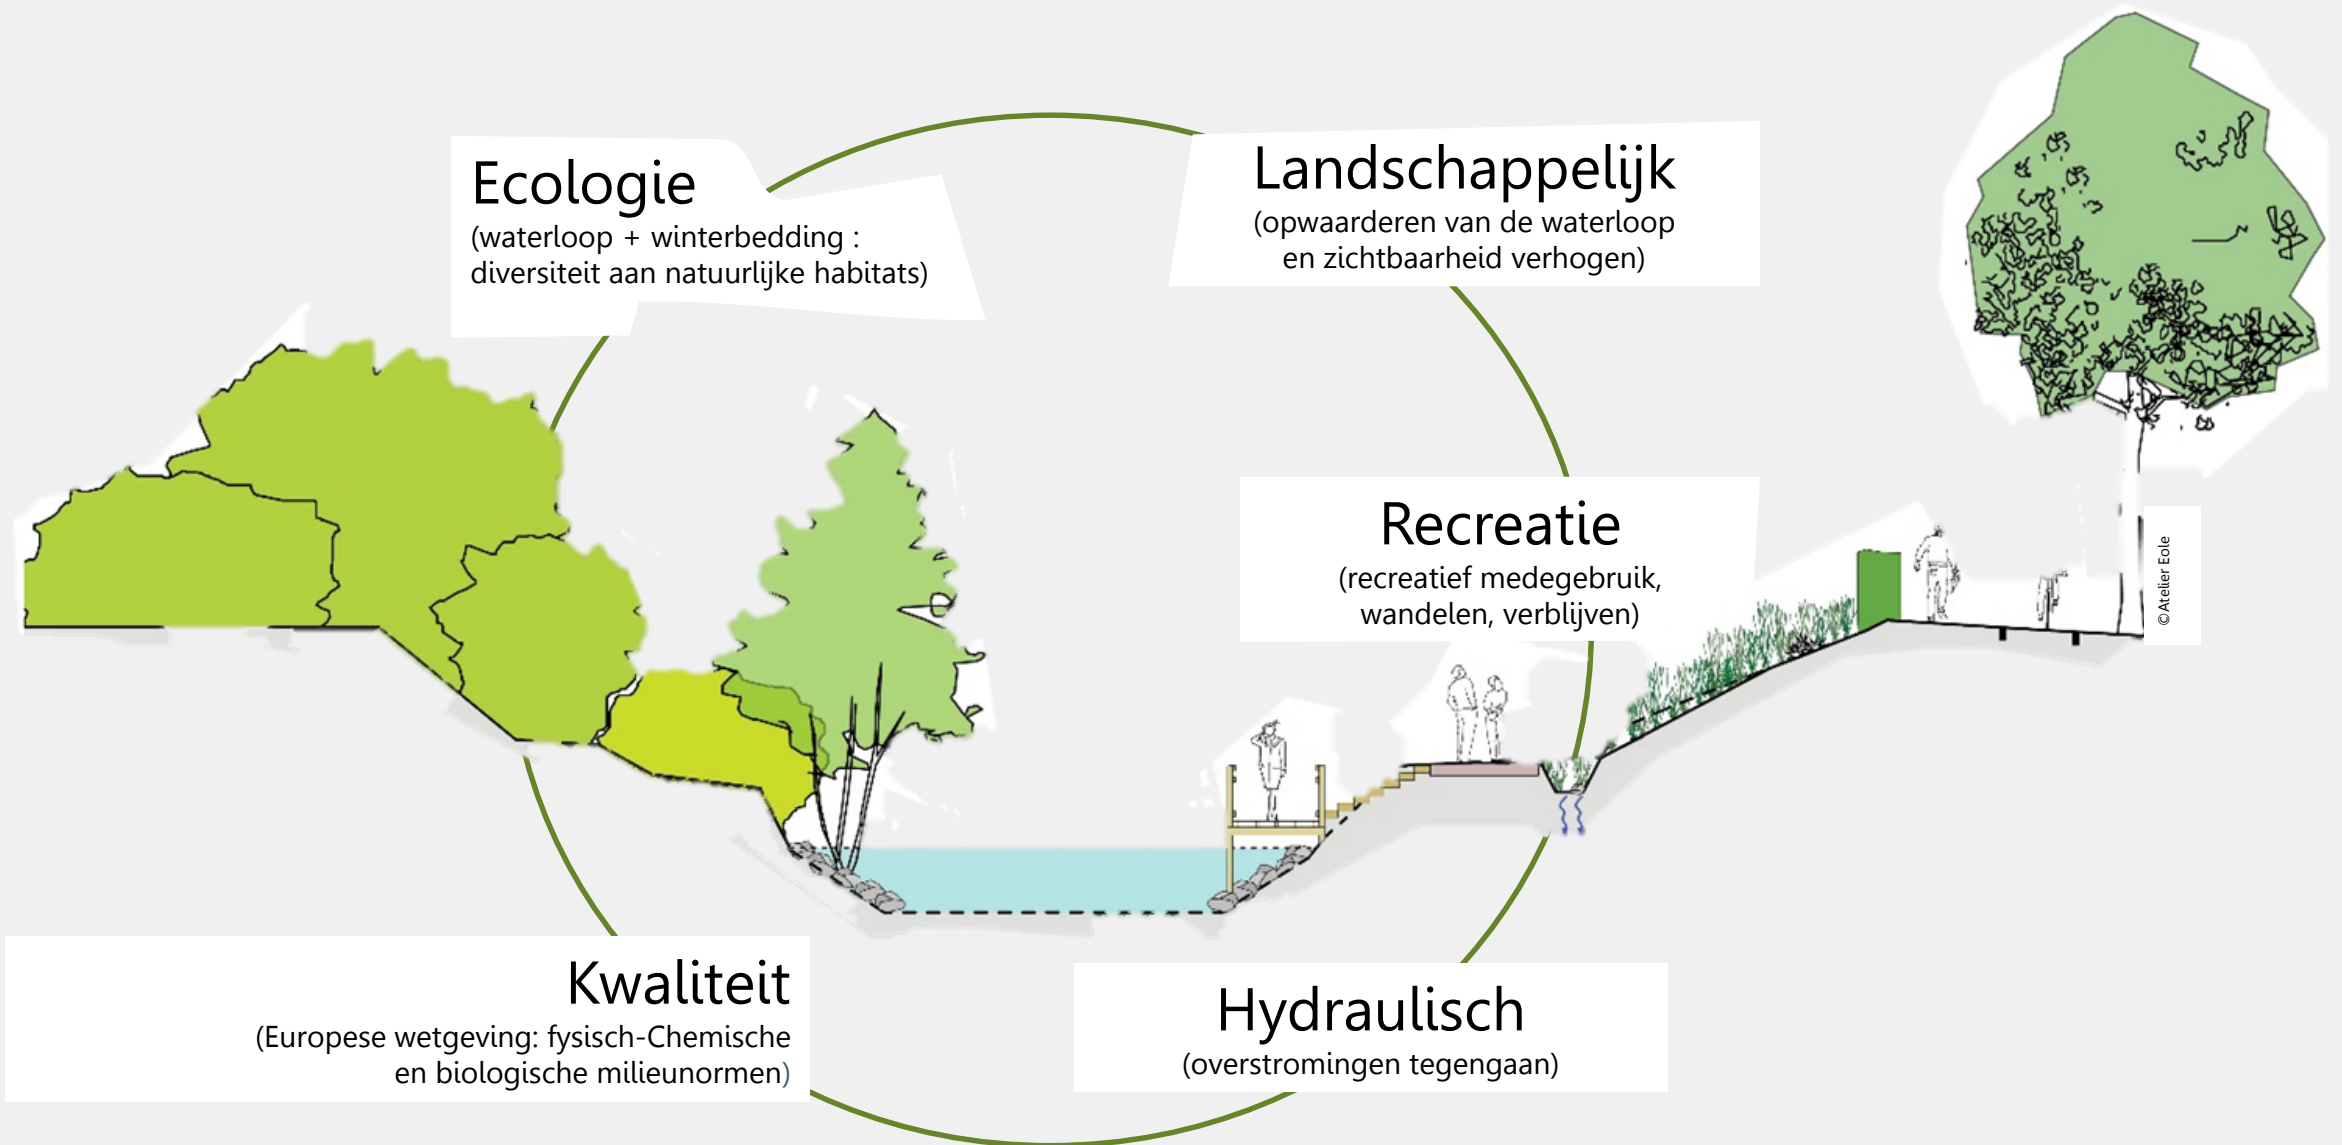 Ecologie
(waterloop + winterbedding :
diversiteit aan natuurlijke habitats)
Landschappelijk
(opwaarderen van de waterloop
en zichtbaarheid verhogen)
Recreatie
(recreatief medegebruik,
wandelen, verblijven)
©Atelier Eole
Kwaliteit
(Europese wetgeving: fysisch-Chemische
en biologische milieunormen)
Hydraulisch
(overstromingen tegengaan)